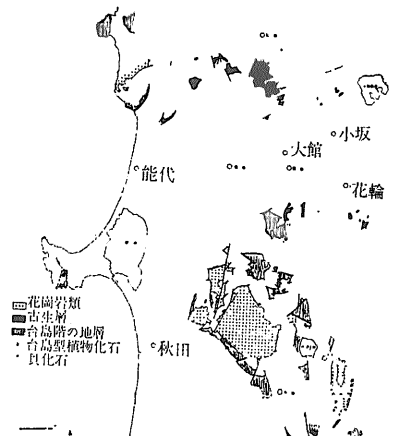 小坂
大館
能代
花輪
花崗岩類
古生層
台島階の地層
台島型植物化石
貝化石
秋田